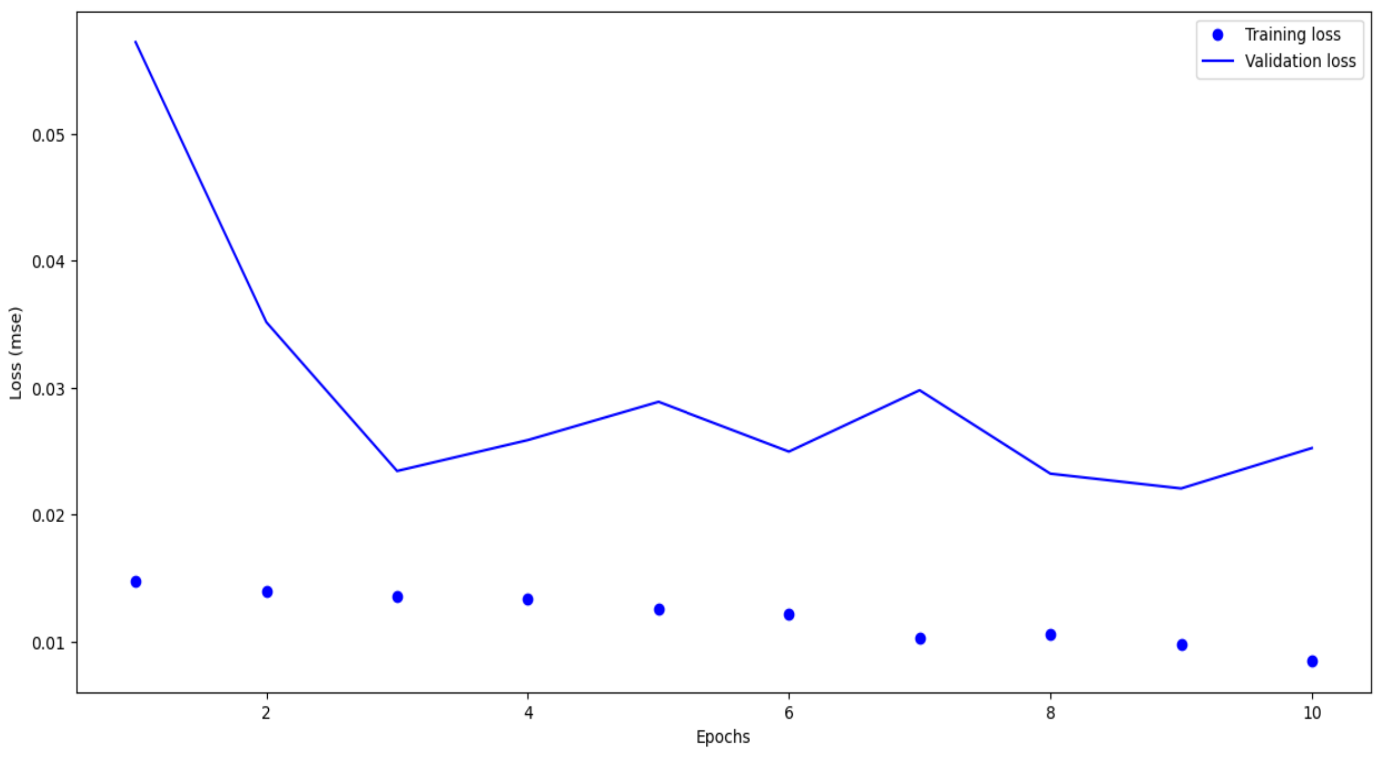 Training loss
Validation loss
0.05
0.04
0.03
0.02
0.01
Loss (mse)
2
4
6
8
10
Epochs